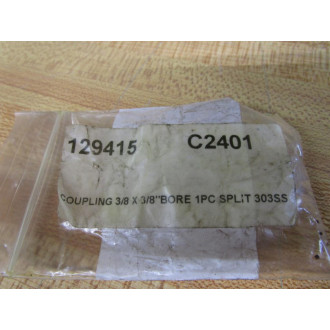 129415 C2401
COUPLING 3/8 X 3/8"BORE 1PC SPLIT 303SS